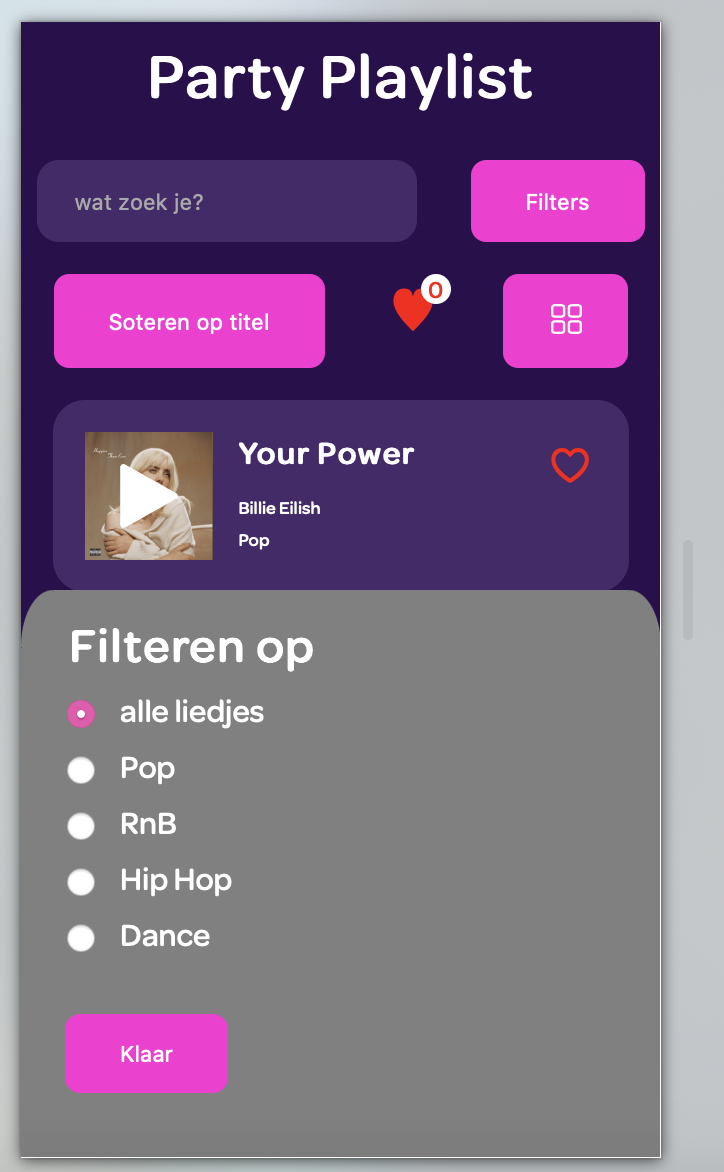 Party Playlist
wat zoek je?
Filters
Soteren op titel
0
Your Power
Billie Eilish
Pop
Filteren op
alle liedjes
Pop
RnB
Hip Hop
Dance
Klaar